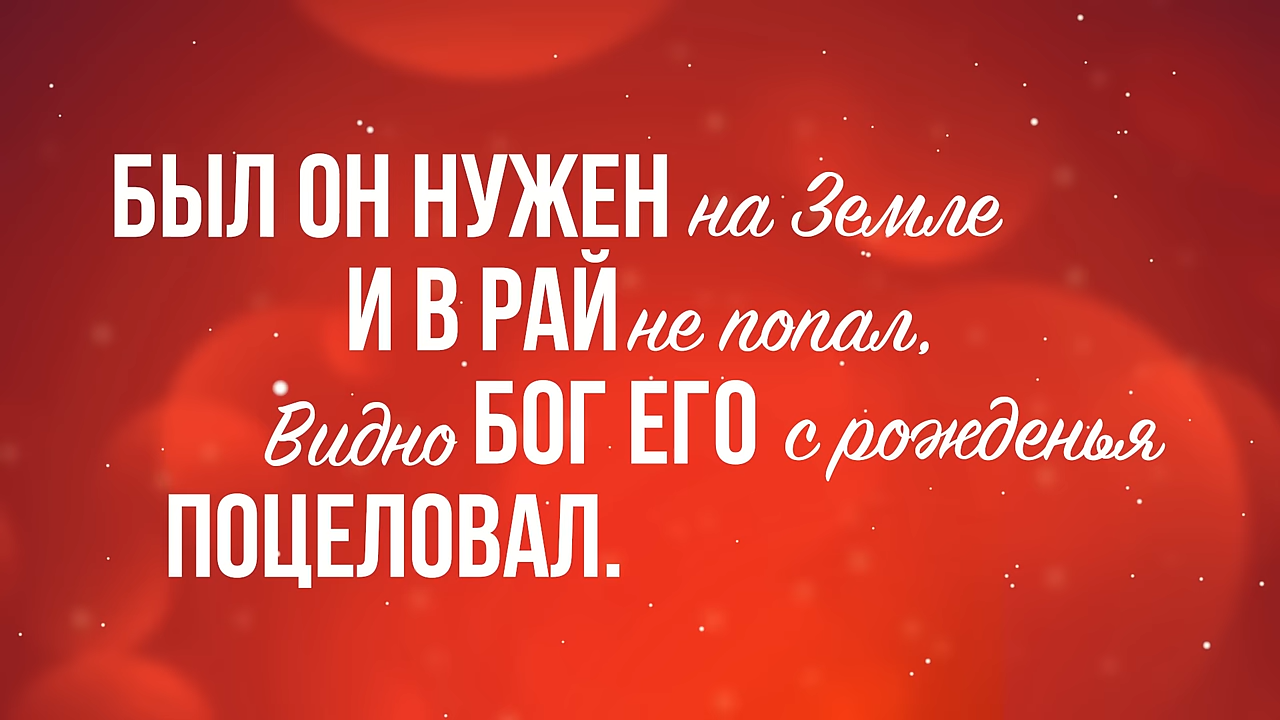 БЫЛ ОН НУЖЕН на Земле
И В РАЙ не попал,
Видно БОГ ЕГО с рожденья
ПОЦЕЛОВАЛ.